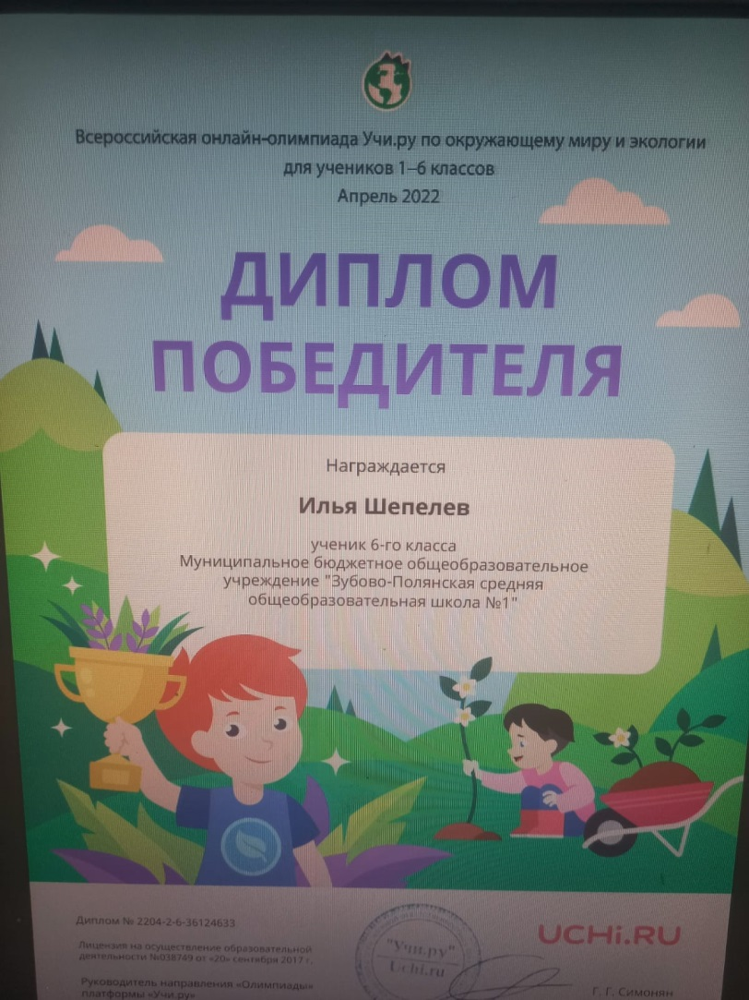 Всероссийская онлайн-олимпиада Учи.ру по окружающему миру и экологии
для учеников 1–6 классов
Апрель 2022
ДИПЛОМ
ПОБЕДИТЕЛЯ
Награждается
Илья Шепелев
ученик 6-го класса
Муниципальное бюджетное общеобразовательное
учреждение "Зубово-Полянская средняя
общеобразовательная школа №1"
Диплом № 2204-2-6-36124633
Лицензия на осуществление образовательной
деятельности №038749 от «20» сентября 2017 г.
Руководитель направления «Олимпиады»
платформы «Учи.ру»
"Учи.ру"
Uchi.ru
UCHi.RU
Г. Г. Симонян